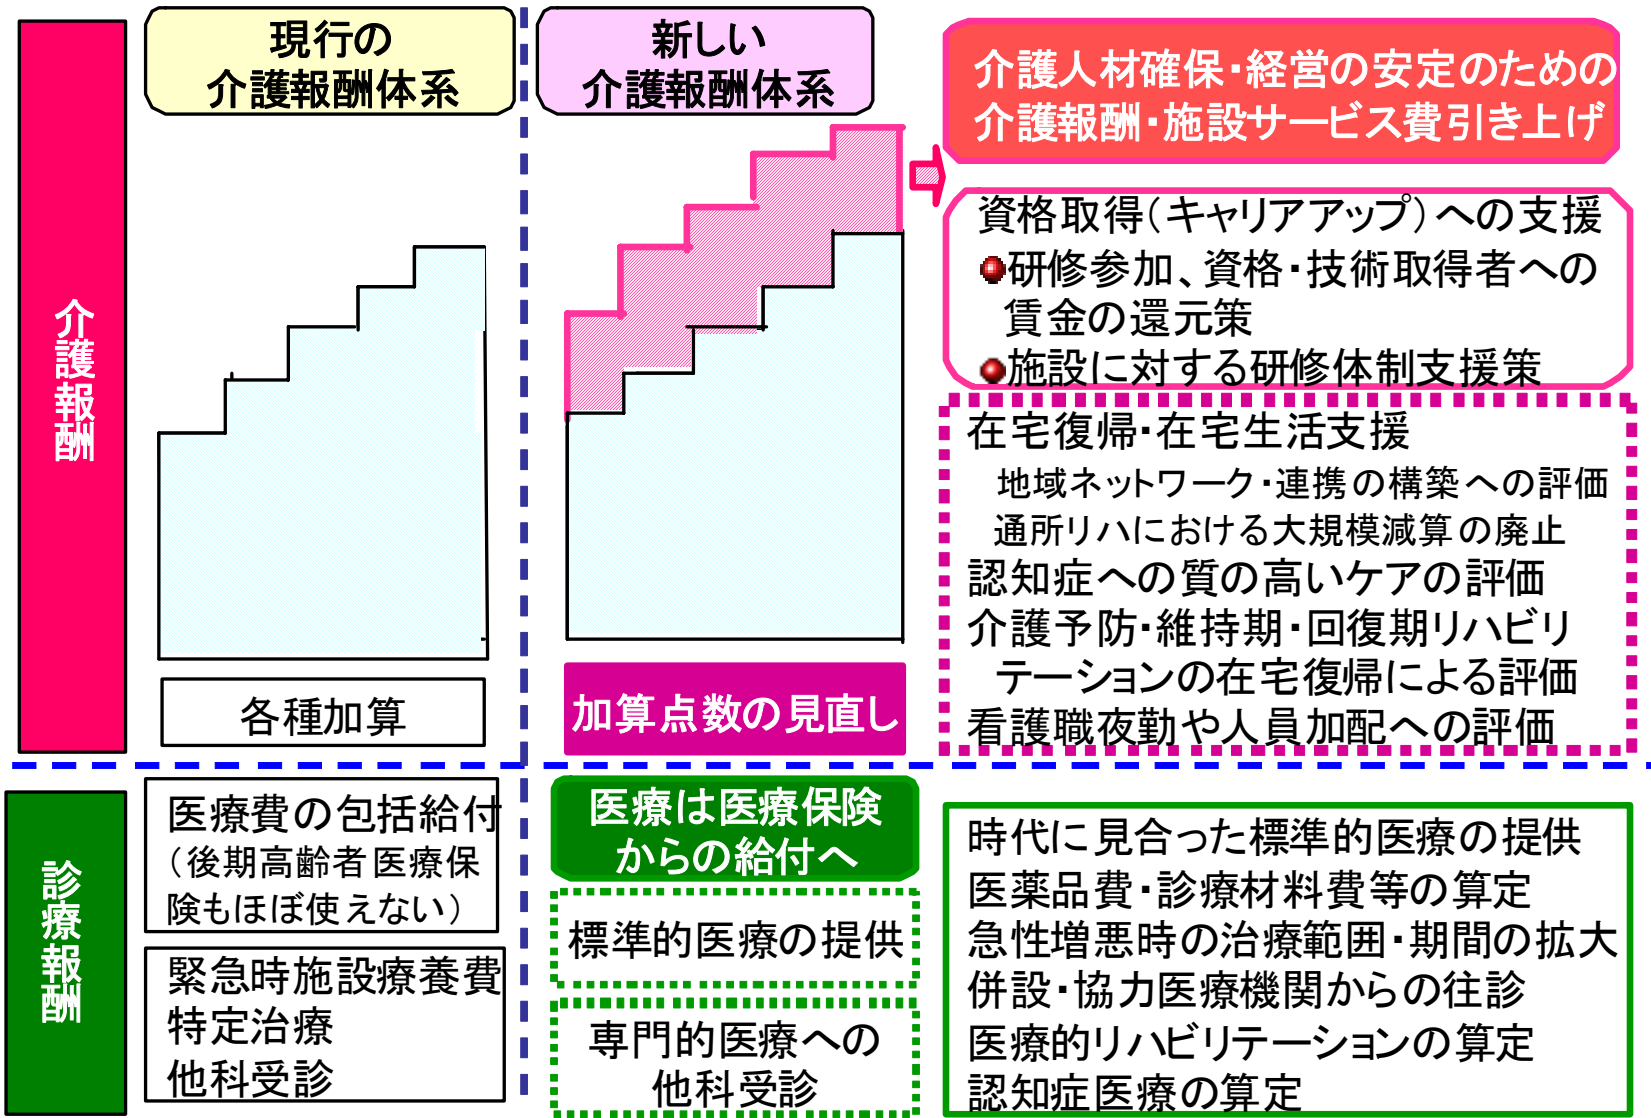 介護報酬
現行の
介護報酬体系
新しい
介護報酬体系
介護人材確保・経営の安定のための
介護報酬・施設サービス費引き上げ
資格取得(キャリアアップ)への支援
研修参加、資格・技術取得者への
賃金の還元策
施設に対する研修体制支援策
在宅復帰・在宅生活支援
地域ネットワーク・連携の構築への評価
通所リハにおける大規模減算の廃止
認知症への質の高いケアの評価
介護予防・維持期・回復期リハビリ
テーションの在宅復帰による評価
看護職夜勤や人員加配への評価
各種加算
加算点数の見直し
診療報酬
医療費の包括給付
(後期高齢者医療保
険もほぼ使えない)
緊急時施設療養費
特定治療
他科受診
医療は医療保険
からの給付へ
標準的医療の提供
専門的医療への
他科受診
時代に見合った標準的医療の提供
医薬品費・診療材料費等の算定
急性増悪時の治療範囲・期間の拡大
併設・協力医療機関からの往診
医療的リハビリテーションの算定
認知症医療の算定